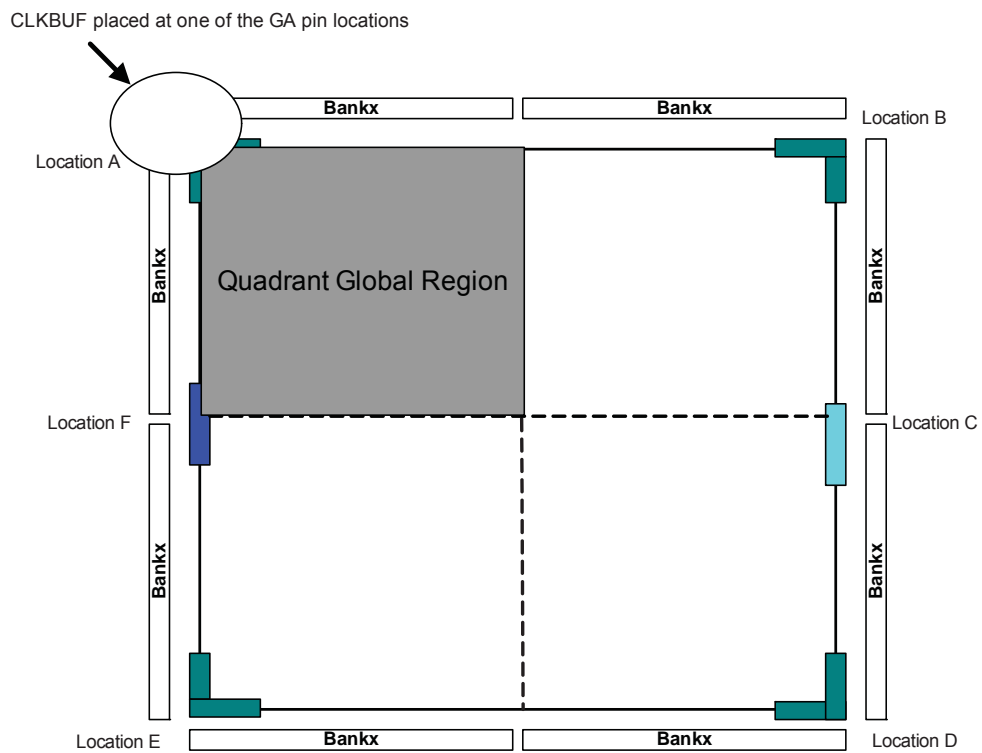 CLKBUF placed at one of the GA pin locations
Bankx
Bankx
Location B
Location A
Bankx
Quadrant Global Region
Bankx
Location F
Location C
Bankx
Bankx
Location E
Bankx
Bankx
Location D